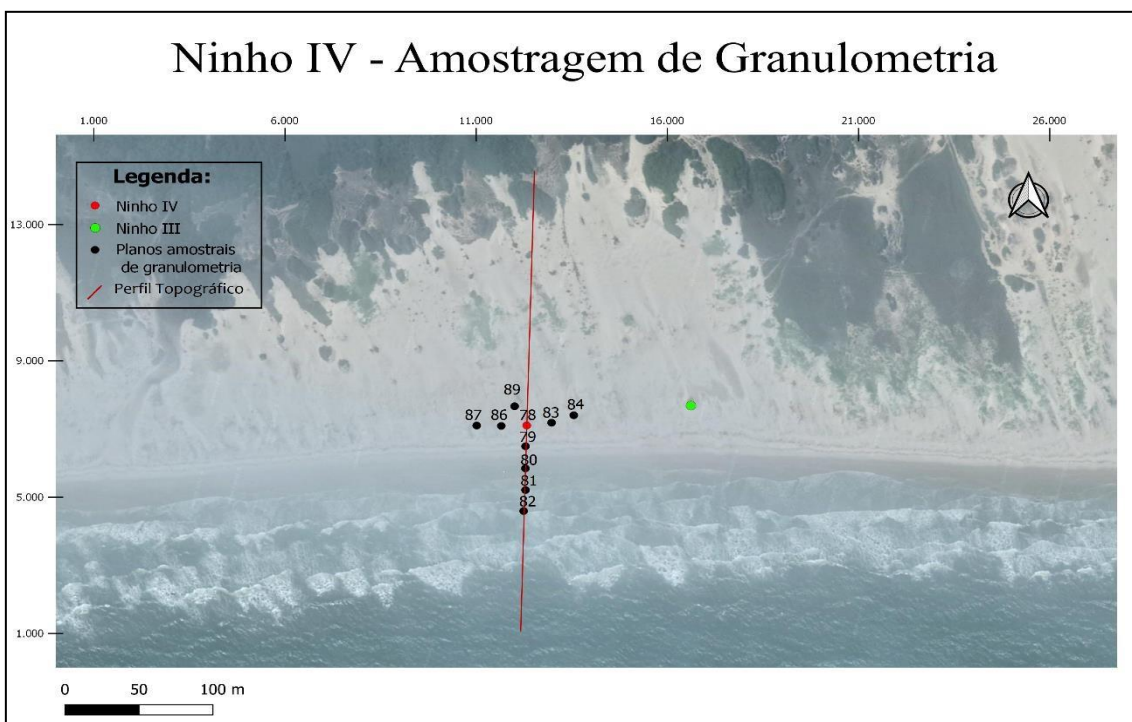 Ninho IV - Amostragem de Granulometria
1.000 6.000 11.000 16.000 21.000 26.000
Legenda:
Ninho IV
Ninho III
Planos amostrais
de granulometria
Perfil Topográfico
13.000
9.000
5.000
1.000
89
84
87 86 78 83
79
80
81
82
0 50 100 m